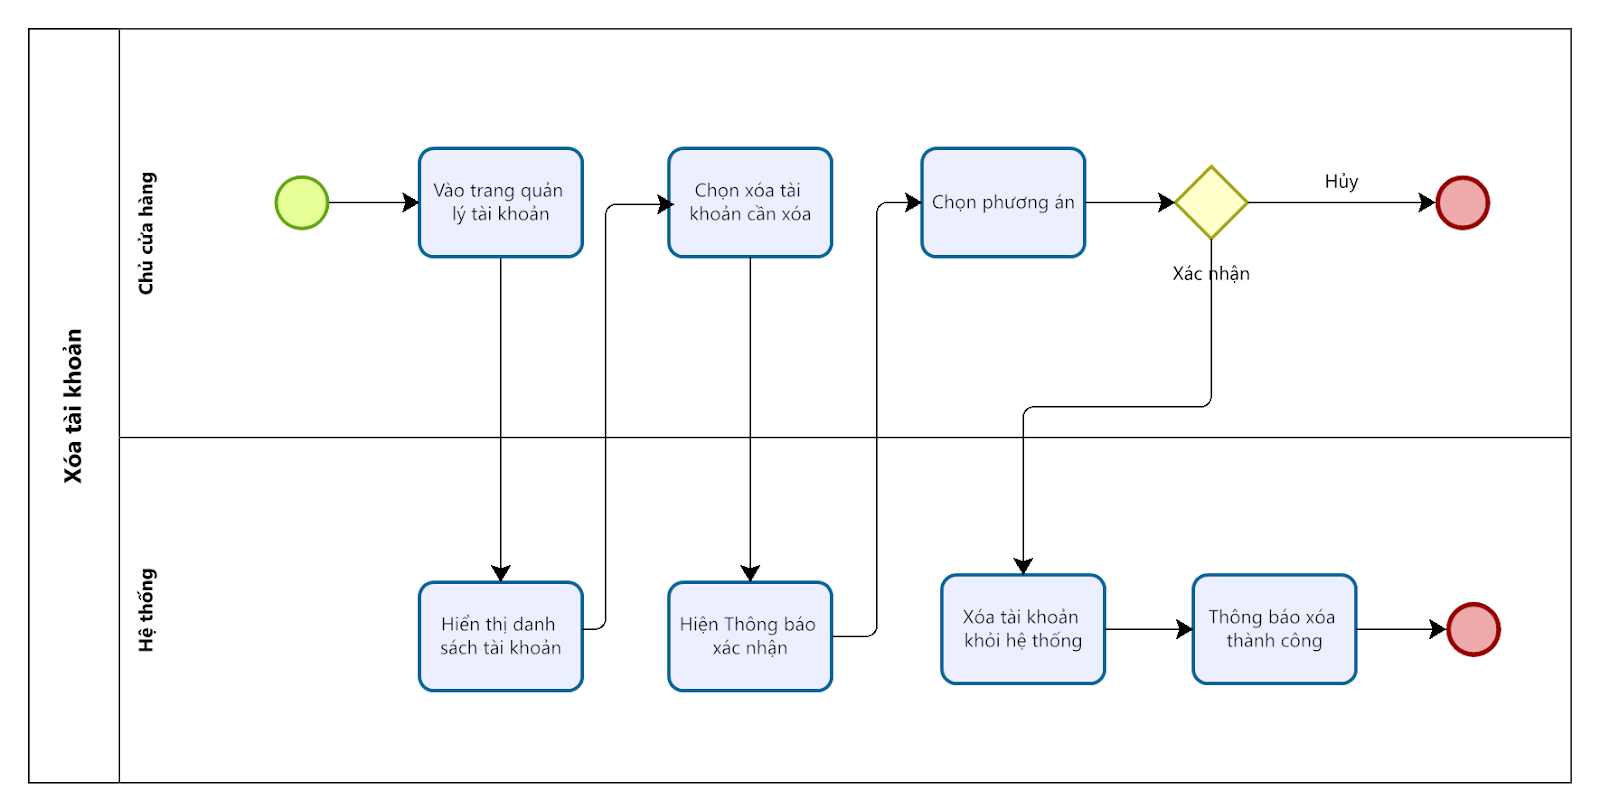 Xóa tài khoản
Chủ cửa hàng
Vào trang quản
lý tài khoản
Chọn xóa tài
khoản cần xóa
Chọn phương án
Hủy
Xác nhận
Hệ thống
Hiển thị danh
sách tài khoản
Hiện Thông báo
xác nhận
Xóa tài khoản
khỏi hệ thống
Thông báo xóa
thành công